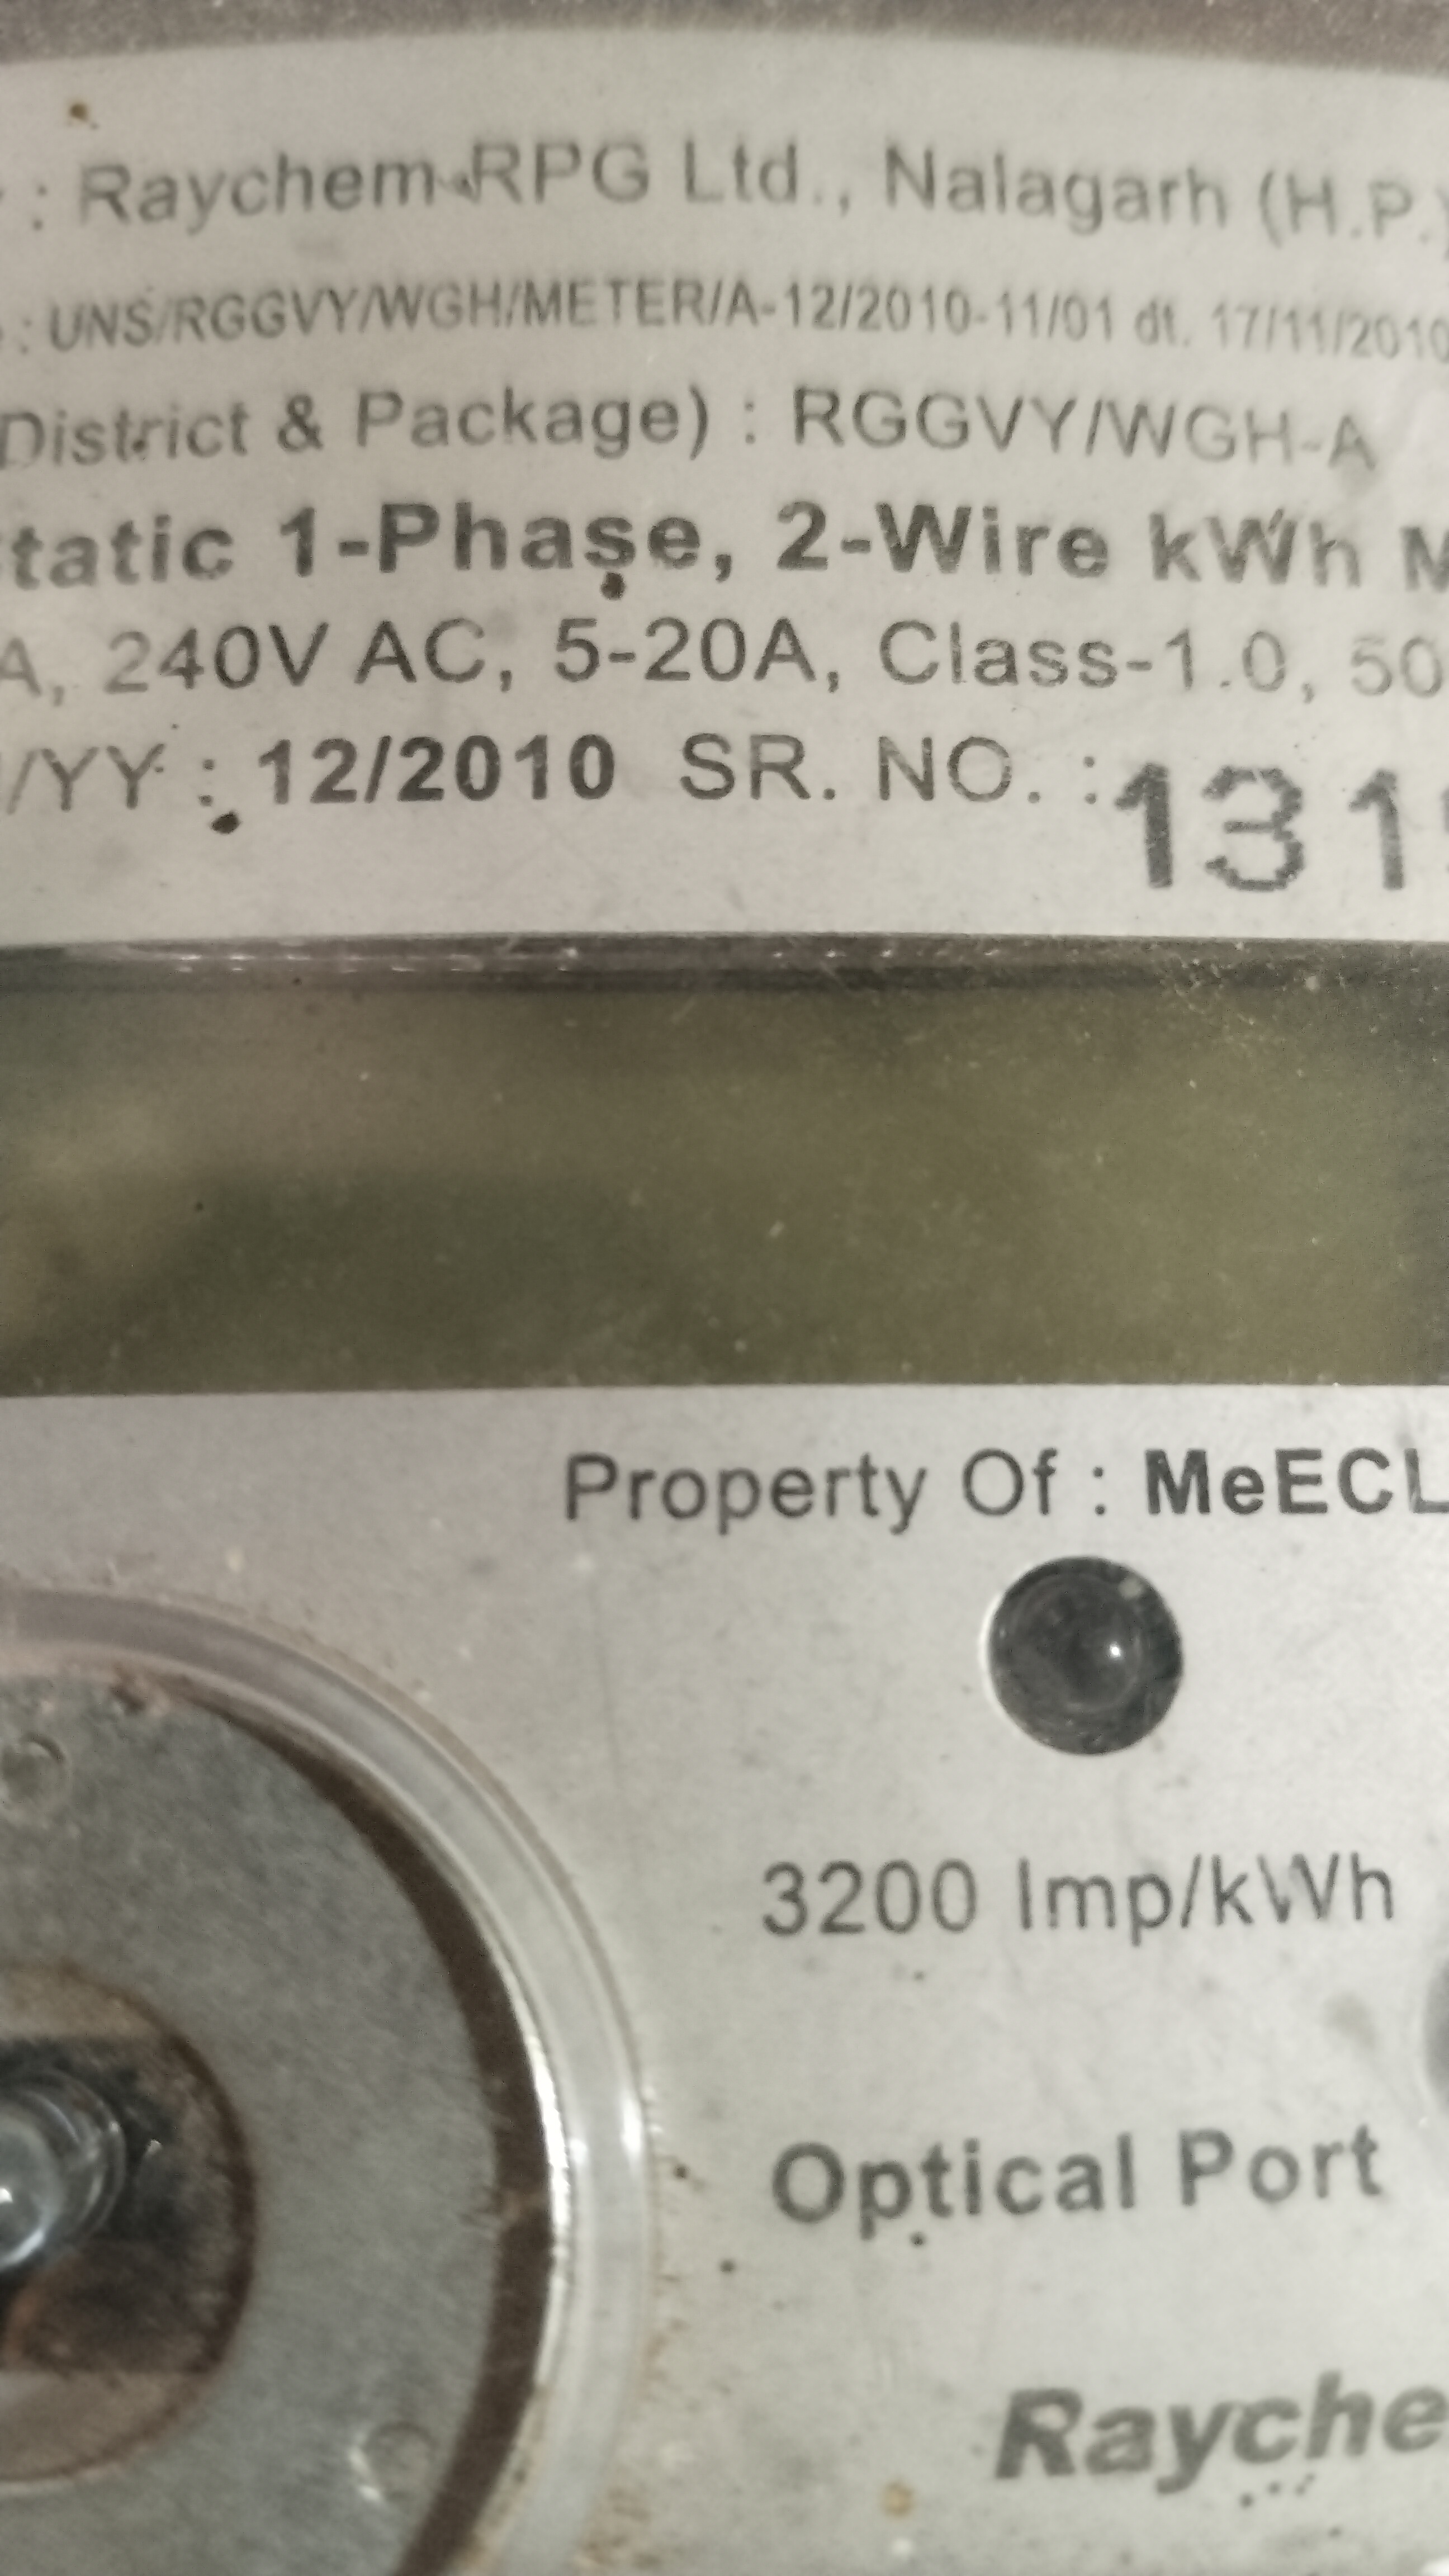 : Raychem RPG Ltd., Nalagarh (H.P.)
: UNS/RGGVY/WGH/METER/A-12/2010-11/01 dt. 17/11/2010
District & Package) : RGGVY/WGH-A
tatic 1-Phase, 2-Wire kWh M
A, 240V AC, 5-20A, Class-1.0, 50
/YY : 12/2010 SR. NO. : 131
Property Of : MeECL
3200 Imp/kWh
Optical Port
Rayche